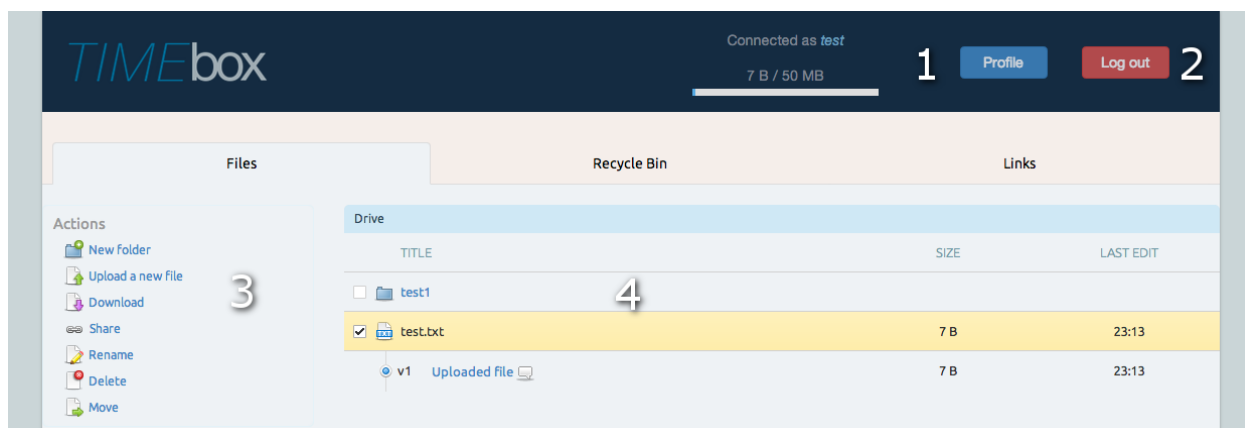 TIMEbox
Connected as test
7 B / 50 MB
1
Profile
Log out
2
Files
Recycle Bin
Links
Actions
New folder
Upload a new file
Download
Share
Rename
Delete
Move
3
Drive
TITLE SIZE LAST EDIT
test1
4
test.txt 7 B 23:13
v1 Uploaded file 7 B 23:13